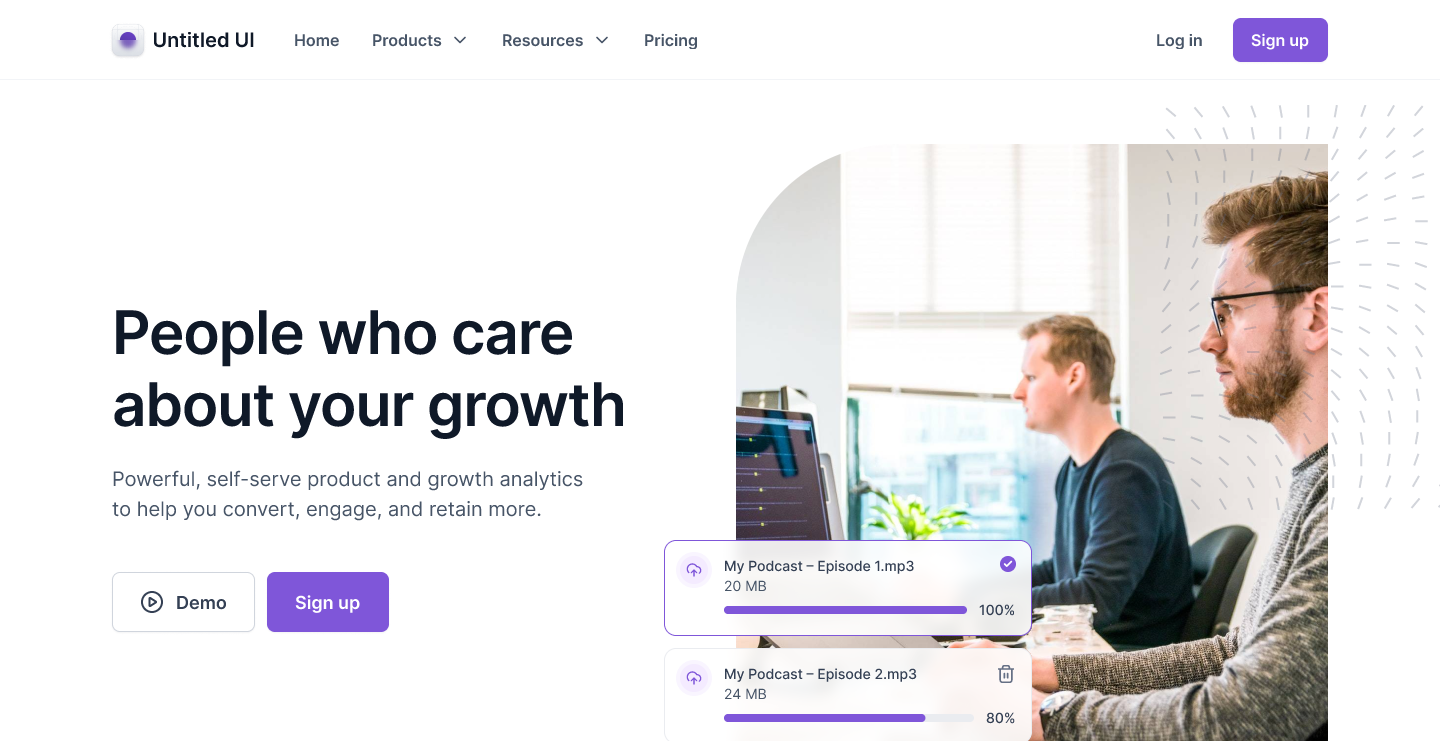 Untitled UI
Home
Products
Resources
Pricing
Log in
Sign up
People who care
about your growth
Powerful, self-serve product and growth analytics
to help you convert, engage, and retain more.
Demo
Sign up
My Podcast – Episode 1.mp3
20 MB
100%
My Podcast – Episode 2.mp3
24 MB
80%